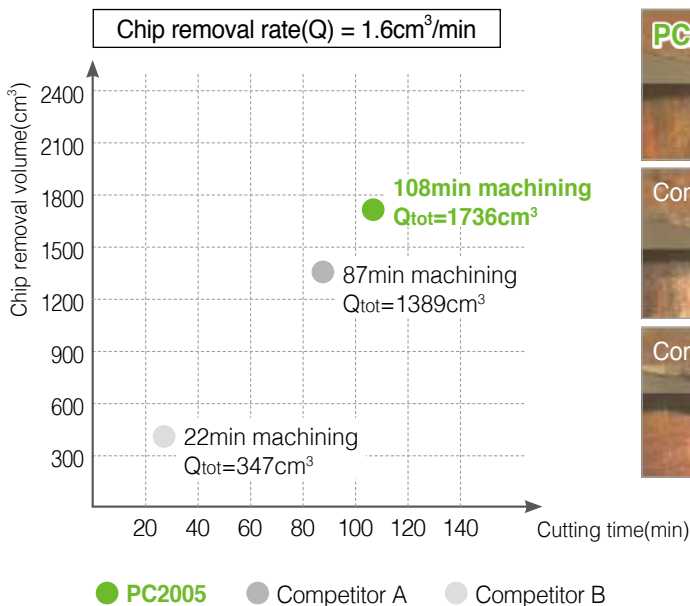 Chip removal rate(Q) = 1.6cm³/min
Chip removal volume(cm³)
2400
2100
1800
1500
1200
900
600
300
108min machining
Qtot=1736cm³
87min machining
Qtot=1389cm³
22min machining
Qtot=347cm³
20 40 60 80 100 120 140
Cutting time(min)
PC2005 Competitor A Competitor B
PC